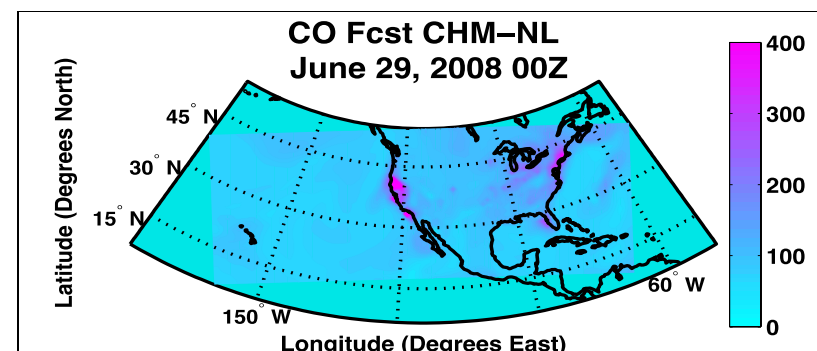 CO Fcst CHM–NL
June 29, 2008 00Z
Latitude (Degrees North)
45° N
30° N
15° N
150° W
60° W
Longitude (Degrees East)
400
300
200
100
0